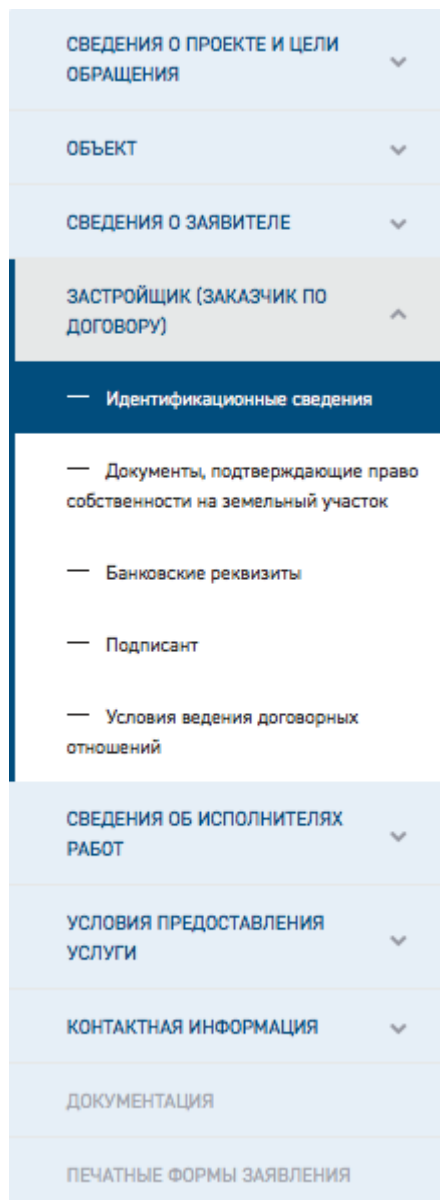 СВЕДЕНИЯ О ПРОЕКТЕ И ЦЕЛИ
ОБРАЩЕНИЯ
ОБЪЕКТ
СВЕДЕНИЯ О ЗАЯВИТЕЛЕ
ЗАСТРОЙЩИК (ЗАКАЗЧИК ПО
ДОГОВОРУ)
— Идентификационные сведения
— Документы, подтверждающие право
собственности на земельный участок
— Банковские реквизиты
— Подписант
— Условия ведения договорных
отношений
СВЕДЕНИЯ ОБ ИСПОЛНИТЕЛЯХ
РАБОТ
УСЛОВИЯ ПРЕДОСТАВЛЕНИЯ
УСЛУГИ
КОНТАКТНАЯ ИНФОРМАЦИЯ
ДОКУМЕНТАЦИЯ
ПЕЧАТНЫЕ ФОРМЫ ЗАЯВЛЕНИЯ